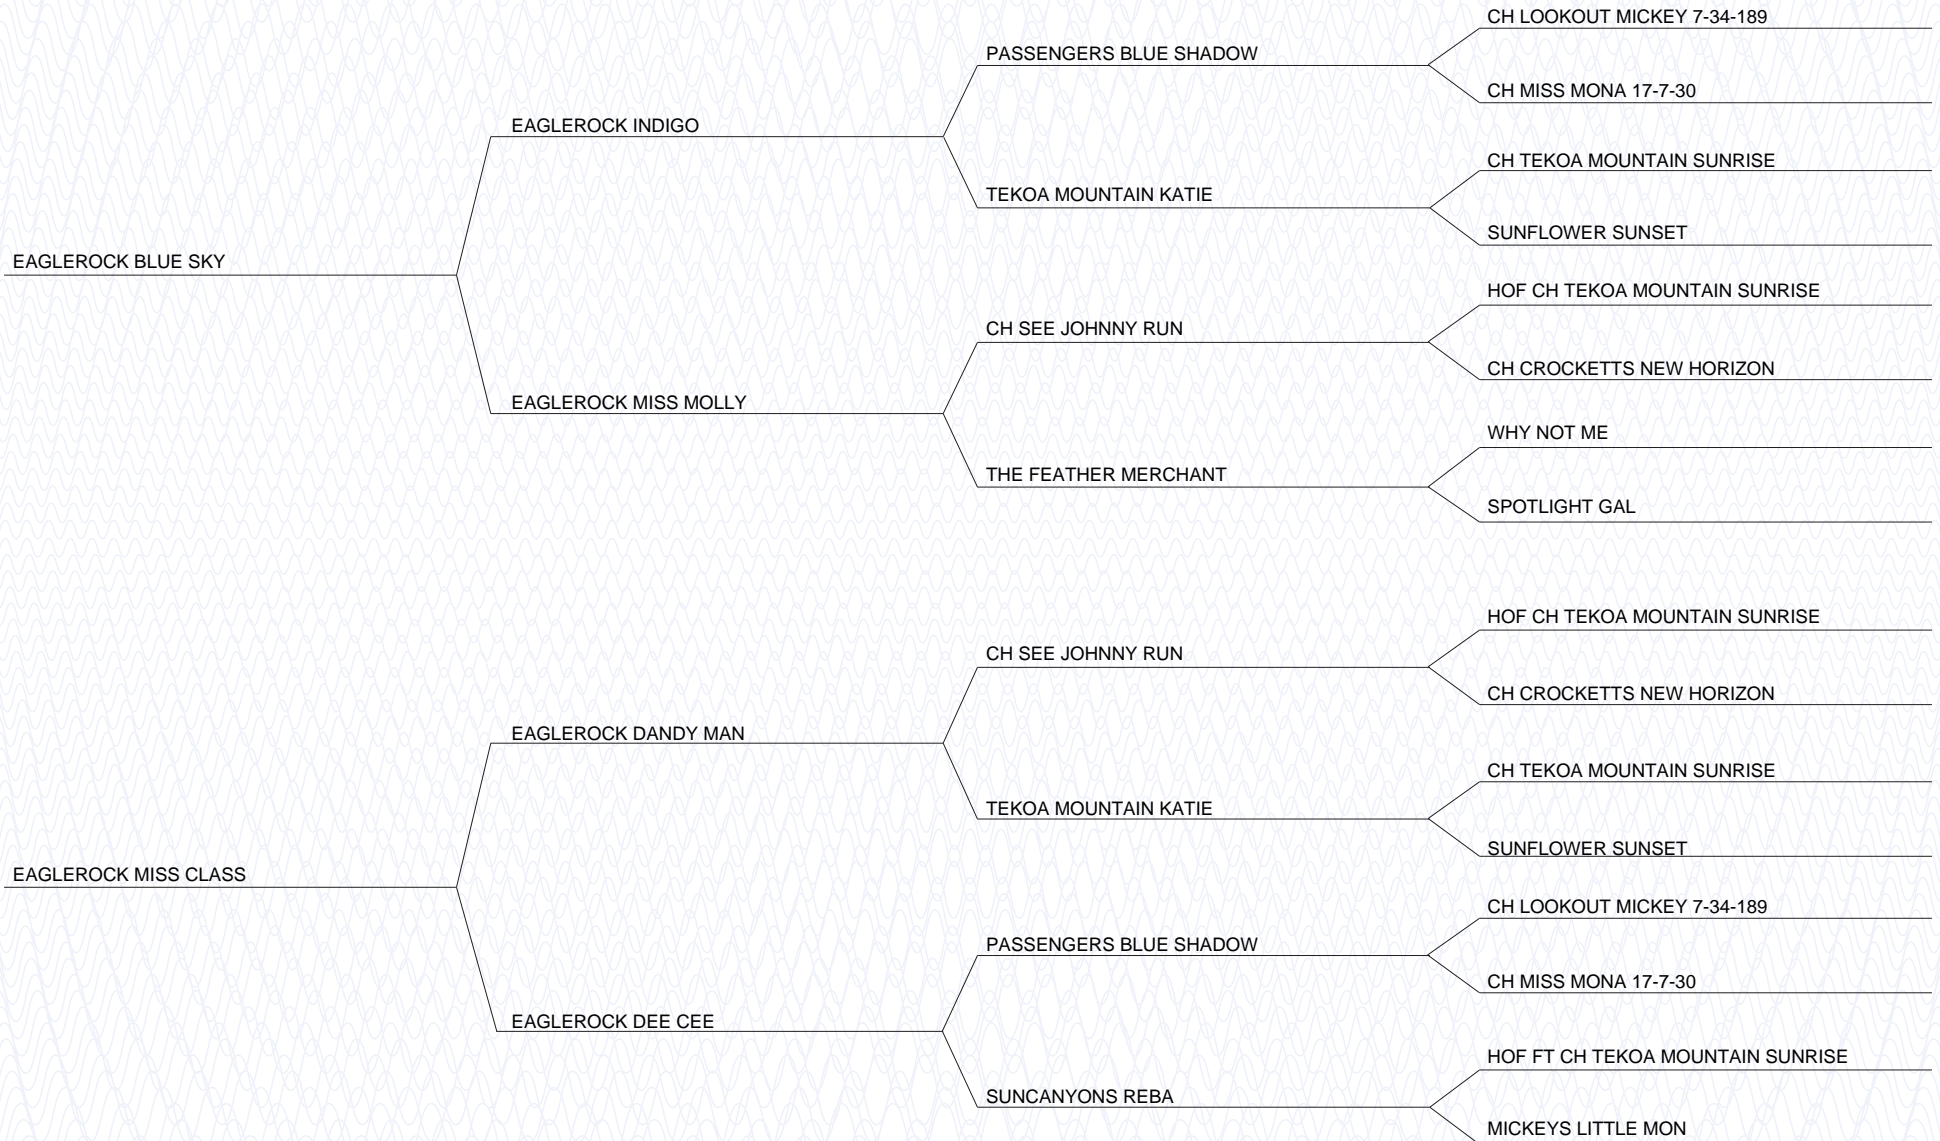 CH LOOKOUT MICKEY 7-34-189
PASSENGERS BLUE SHADOW
CH MISS MONA 17-7-30
EAGLEROCK INDIGO
CH TEKOA MOUNTAIN SUNRISE
TEKOA MOUNTAIN KATIE
SUNFLOWER SUNSET
EAGLEROCK BLUE SKY
HOF CH TEKOA MOUNTAIN SUNRISE
CH SEE JOHNNY RUN
CH CROCKETTS NEW HORIZON
EAGLEROCK MISS MOLLY
WHY NOT ME
THE FEATHER MERCHANT
SPOTLIGHT GAL
HOF CH TEKOA MOUNTAIN SUNRISE
CH SEE JOHNNY RUN
CH CROCKETTS NEW HORIZON
EAGLEROCK DANDY MAN
CH TEKOA MOUNTAIN SUNRISE
TEKOA MOUNTAIN KATIE
SUNFLOWER SUNSET
EAGLEROCK MISS CLASS
CH LOOKOUT MICKEY 7-34-189
PASSENGERS BLUE SHADOW
CH MISS MONA 17-7-30
EAGLEROCK DEE CEE
HOF FT CH TEKOA MOUNTAIN SUNRISE
SUNCANYONS REBA
MICKEYS LITTLE MON